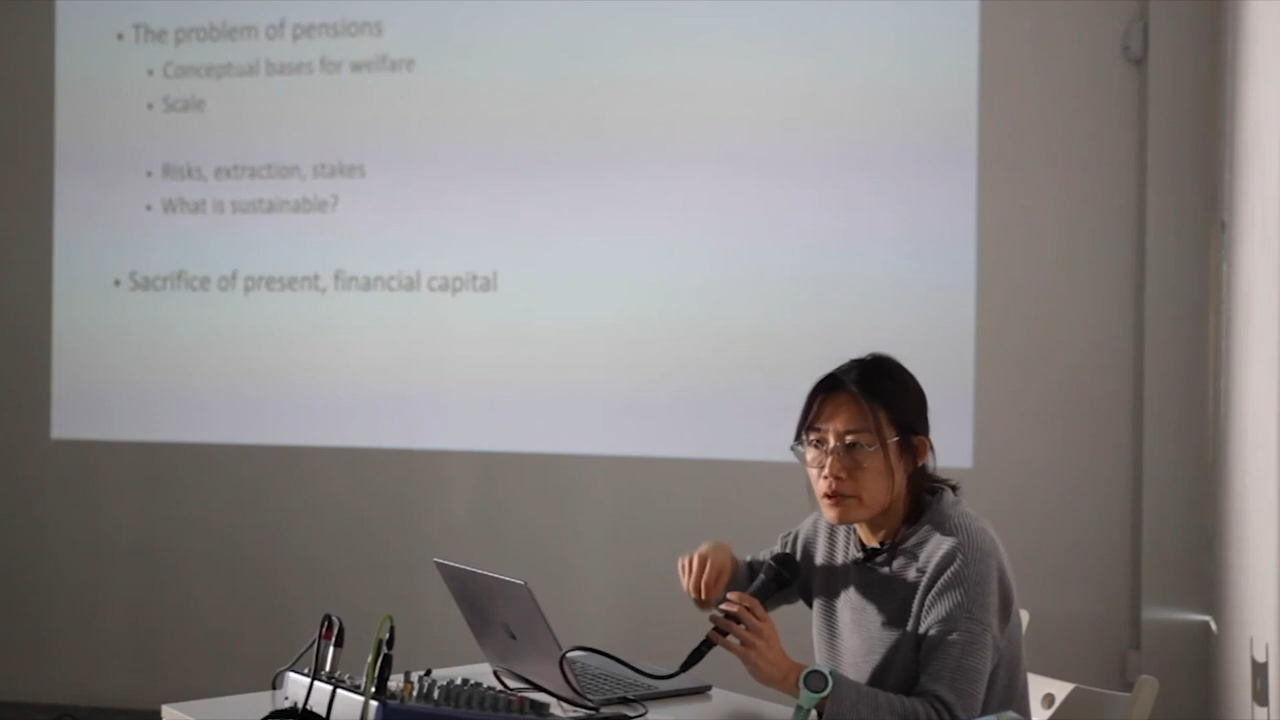 • The problem of pensions
• Conceptual bases for welfare
• Scale
• Risks, extraction, stakes
• What is sustainable?
• Sacrifice of present, financial capital